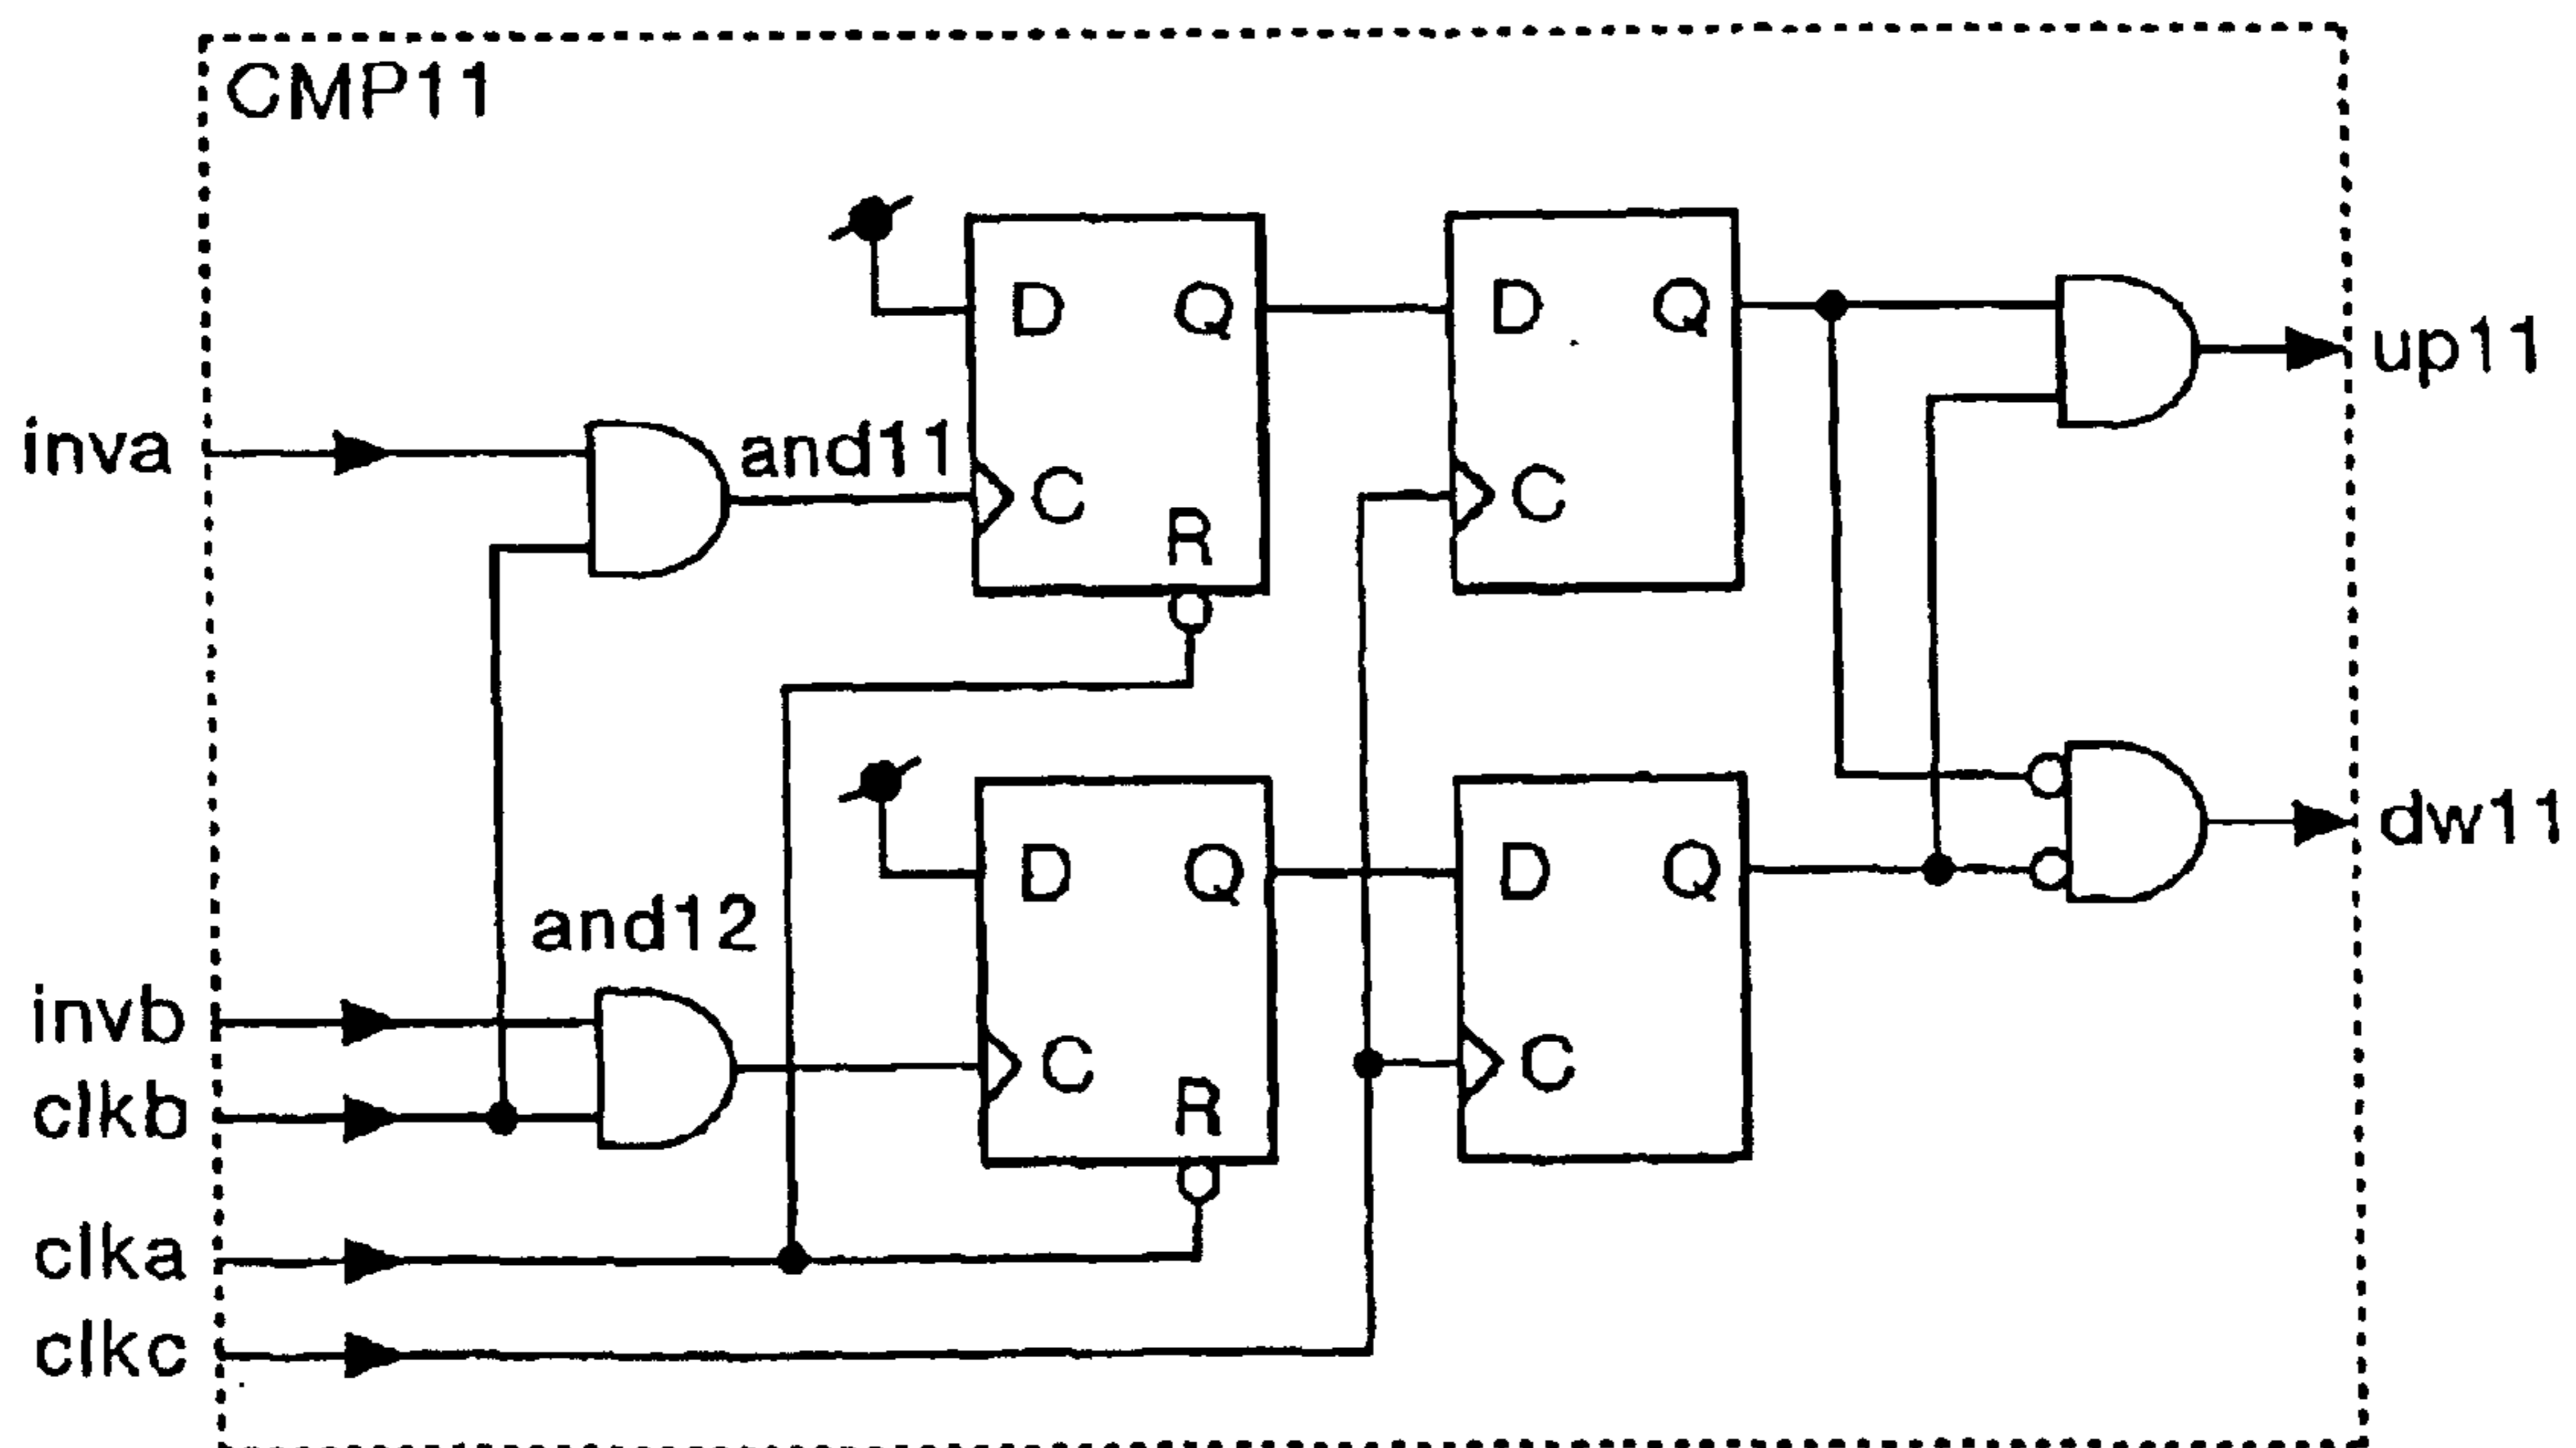 CMP11
D Q D Q
up11
inva
and11
C C
R
dw11
D Q D Q
and12
invb
C C
clkb
R
clka
clkc